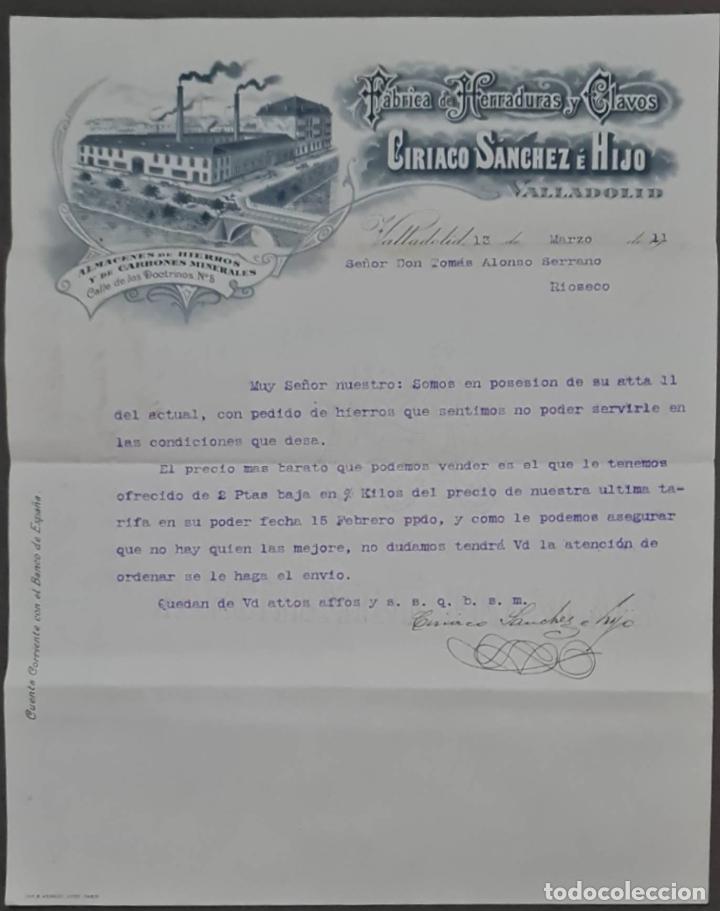 Fábrica de Herraduras y Clavos
CIRIACO SÁNCHEZ É HIJO
VALLADOLID
ALMACENES DE HIERROS
Y DE CARBONES MINERALES
Calle de los Doctrinos Nº 5
Valladolid 13 de Marzo de 11
Señor Don Tomás Alonso Serrano
Rioseco
Muy Señor nuestro: Somos en posesion de su atta 11
del actual, con pedido de hierros que sentimos no poder servirle en
las condiciones que desa.
El precio mas barato que podemos vender es el que le tenemos
ofrecido de 2 Ptas baja en % Kilos del precio de nuestra ultima ta-
rifa en su poder fecha 15 Febrero ppdo, y como le podemos asegurar
que no hay quien las mejore, no dudamos tendrá Vd la atención de
ordenar se le haga el envio.
Quedan de Vd attos affos y s. s. q. b. s. m.
Ciriaco Sanchez é hijo
Cuenta Corriente con el Banco de España
todocoleccion